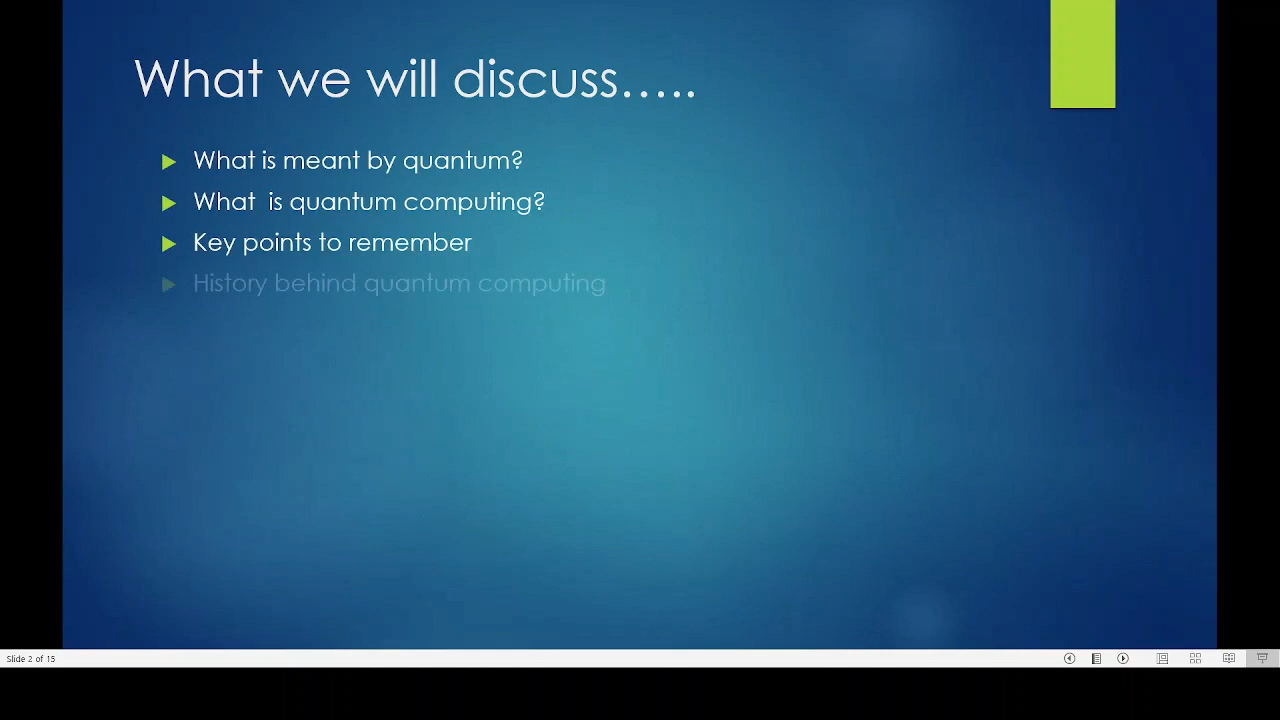 What we will discuss.....
What is meant by quantum?
What is quantum computing?
Key points to remember
History behind quantum computing
Slide 2 of 15